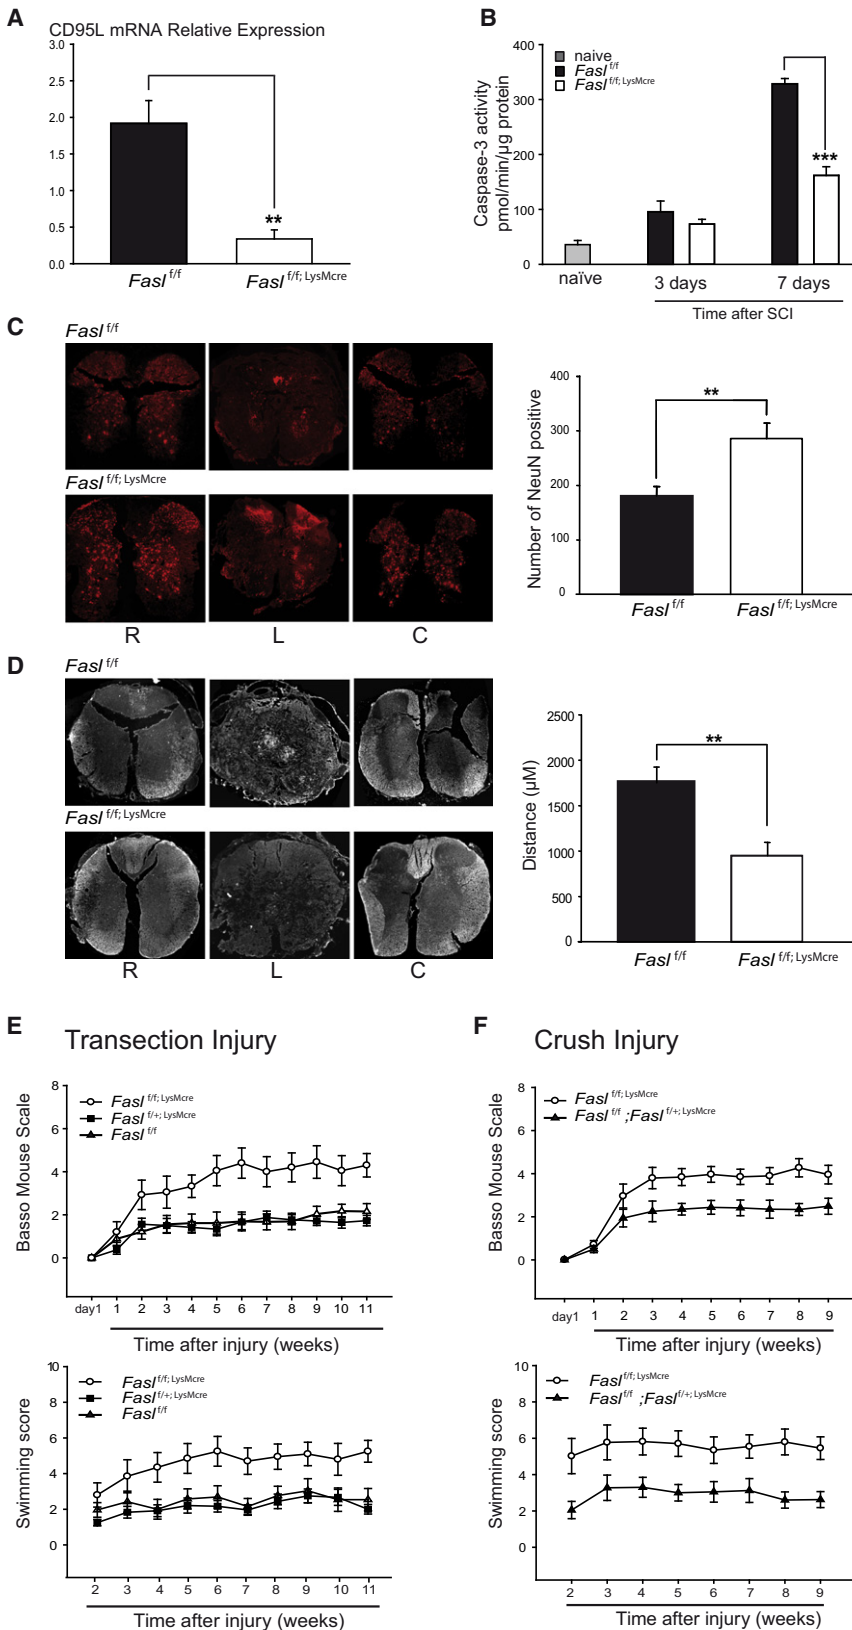 A
CD95L mRNA Relative Expression
3.0
2.5
2.0
1.5
1.0
0.5
0.0
**
Fasl f/f
Fasl f/f; LysMcre
B
naive
Fasl f/f
Fasl f/f; LysMcre
Caspase-3 activity
pmol/min/µg protein
400
300
200
100
0
***
naïve
3 days
7 days
Time after SCI
C
Fasl f/f
Fasl f/f; LysMcre
R
L
C
Number of NeuN positive
400
300
200
100
0
**
Fasl f/f
Fasl f/f; LysMcre
D
Fasl f/f
Fasl f/f; LysMcre
R
L
C
Distance (µM)
2500
2000
1500
1000
500
0
**
Fasl f/f
Fasl f/f; LysMcre
E
Transection Injury
Basso Mouse Scale
8
6
4
2
0
Fasl f/f; LysMcre
Fasl f/+; LysMcre
Fasl f/f
day1 1 2 3 4 5 6 7 8 9 10 11
Time after injury (weeks)
Swimming score
10
8
6
4
2
0
Fasl f/f; LysMcre
Fasl f/+; LysMcre
Fasl f/f
2 3 4 5 6 7 8 9 10 11
Time after injury (weeks)
F
Crush Injury
Basso Mouse Scale
8
6
4
2
0
Fasl f/f; LysMcre
Fasl f/f ;Fasl f/+; LysMcre
day1 1 2 3 4 5 6 7 8 9
Time after injury (weeks)
Swimming score
10
8
6
4
2
0
Fasl f/f; LysMcre
Fasl f/f ;Fasl f/+; LysMcre
2 3 4 5 6 7 8 9
Time after injury (weeks)